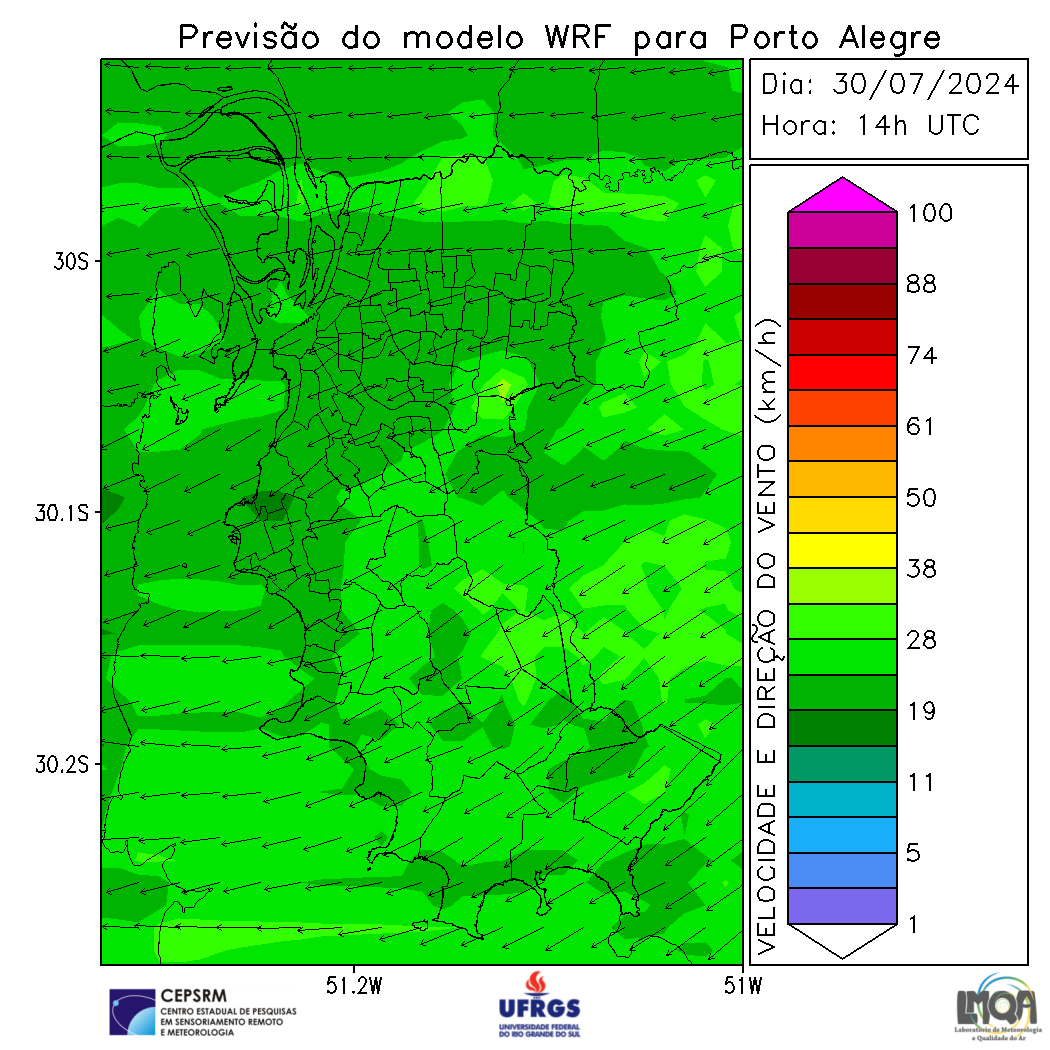 Previsão do modelo WRF para Porto Alegre
Dia: 30/07/2024
Hora: 14h UTC
30S
30.1S
30.2S
51.2W
51W
VELOCIDADE E DIREÇÃO DO VENTO (km/h)
100
88
74
61
50
38
28
19
11
5
1
CEPSRM
CENTRO ESTADUAL DE PESQUISAS
EM SENSORIAMENTO REMOTO
E METEOROLOGIA
UFRGS
UNIVERSIDADE FEDERAL
DO RIO GRANDE DO SUL
LMQA
Laboratório de Meteorologia
e Qualidade do Ar